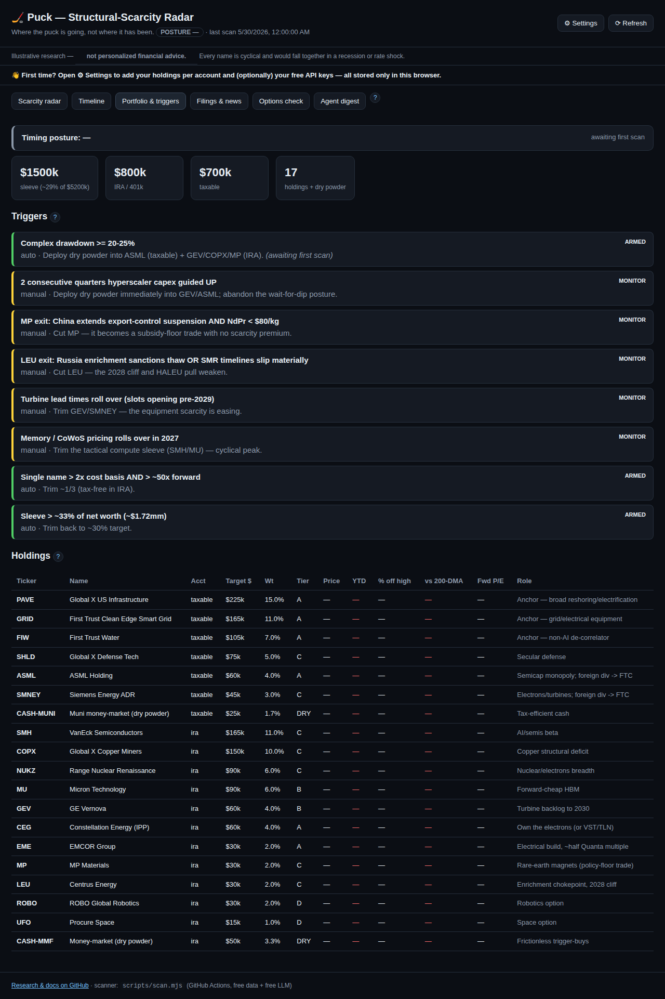 🏒 Puck — Structural-Scarcity Radar
⚙ Settings
⟳ Refresh
Where the puck is going, not where it has been. POSTURE — · last scan 5/30/2026, 12:00:00 AM
Illustrative research — not personalized financial advice. Every name is cyclical and would fall together in a recession or rate shock.
👋 First time? Open ⚙ Settings to add your holdings per account and (optionally) your free API keys — all stored only in this browser.
Scarcity radar
Timeline
Portfolio & triggers
Filings & news
Options check
Agent digest
?
Timing posture: —
awaiting first scan
$1500k
sleeve (~29% of $5200k)
$800k
IRA / 401k
$700k
taxable
17
holdings + dry powder
Triggers ?
Complex drawdown >= 20-25%
ARMED
auto · Deploy dry powder into ASML (taxable) + GEV/COPX/MP (IRA). (awaiting first scan)
2 consecutive quarters hyperscaler capex guided UP
MONITOR
manual · Deploy dry powder immediately into GEV/ASML; abandon the wait-for-dip posture.
MP exit: China extends export-control suspension AND NdPr < $80/kg
MONITOR
manual · Cut MP — it becomes a subsidy-floor trade with no scarcity premium.
LEU exit: Russia enrichment sanctions thaw OR SMR timelines slip materially
MONITOR
manual · Cut LEU — the 2028 cliff and HALEU pull weaken.
Turbine lead times roll over (slots opening pre-2029)
MONITOR
manual · Trim GEV/SMNEY — the equipment scarcity is easing.
Memory / CoWoS pricing rolls over in 2027
MONITOR
manual · Trim the tactical compute sleeve (SMH/MU) — cyclical peak.
Single name > 2x cost basis AND > ~50x forward
ARMED
auto · Trim ~1/3 (tax-free in IRA).
Sleeve > ~33% of net worth (~$1.72mm)
ARMED
auto · Trim back to ~30% target.
Holdings ?
Ticker Name Acct Target $ Wt Tier Price YTD % off high vs 200-DMA Fwd P/E Role
PAVE Global X US Infrastructure taxable $225k 15.0% A — — — — — Anchor — broad reshoring/electrification
GRID First Trust Clean Edge Smart Grid taxable $165k 11.0% A — — — — — Anchor — grid/electrical equipment
FIW First Trust Water taxable $105k 7.0% A — — — — — Anchor — non-AI de-correlator
SHLD Global X Defense Tech taxable $75k 5.0% C — — — — — Secular defense
ASML ASML Holding taxable $60k 4.0% A — — — — — Semicap monopoly; foreign div -> FTC
SMNEY Siemens Energy ADR taxable $45k 3.0% C — — — — — Electrons/turbines; foreign div -> FTC
CASH-MUNI Muni money-market (dry powder) taxable $25k 1.7% DRY — — — — — Tax-efficient cash
SMH VanEck Semiconductors ira $165k 11.0% C — — — — — AI/semis beta
COPX Global X Copper Miners ira $150k 10.0% C — — — — — Copper structural deficit
NUKZ Range Nuclear Renaissance ira $90k 6.0% C — — — — — Nuclear/electrons breadth
MU Micron Technology ira $90k 6.0% B — — — — — Forward-cheap HBM
GEV GE Vernova ira $60k 4.0% B — — — — — Turbine backlog to 2030
CEG Constellation Energy (IPP) ira $60k 4.0% A — — — — — Own the electrons (or VST/TLN)
EME EMCOR Group ira $30k 2.0% A — — — — — Electrical build, ~half Quanta multiple
MP MP Materials ira $30k 2.0% C — — — — — Rare-earth magnets (policy-floor trade)
LEU Centrus Energy ira $30k 2.0% C — — — — — Enrichment chokepoint, 2028 cliff
ROBO ROBO Global Robotics ira $30k 2.0% D — — — — — Robotics option
UFO Procure Space ira $15k 1.0% D — — — — — Space option
CASH-MMF Money-market (dry powder) ira $50k 3.3% DRY — — — — — Frictionless trigger-buys
Research & docs on GitHub · scanner: scripts/scan.mjs (GitHub Actions, free data + free LLM)